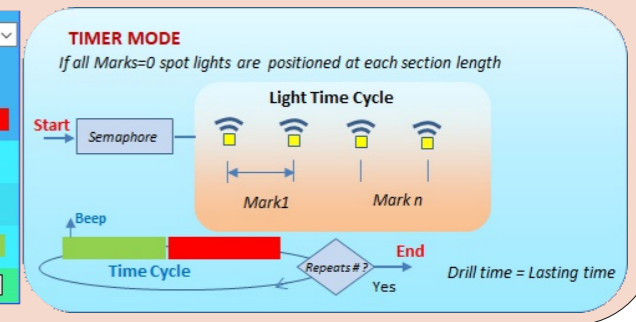 TIMER MODE
If all Marks=0 spot lights are positioned at each section length
Light Time Cycle
Start
Semaphore
Mark1
Mark n
Beep
Time Cycle
Repeats # ?
End
Yes
Drill time = Lasting time